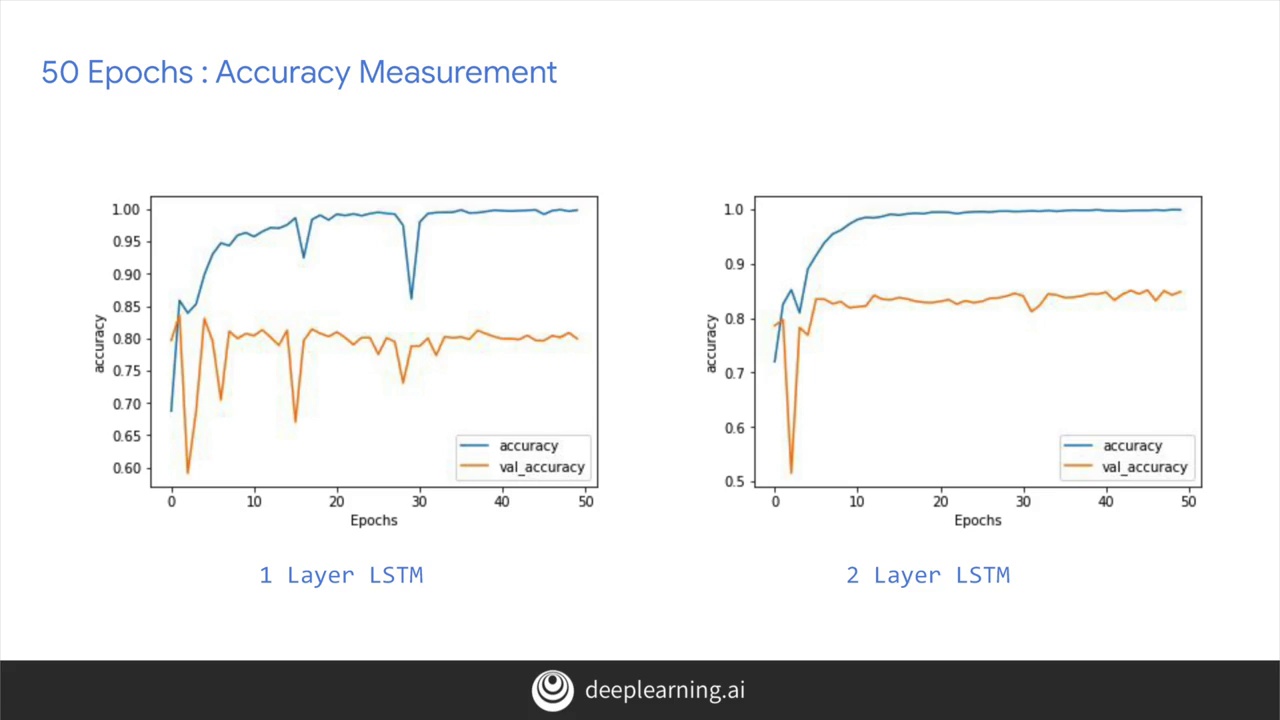 50 Epochs : Accuracy Measurement
1.00
0.95
0.90
0.85
0.80
0.75
0.70
0.65
0.60
accuracy
0
10
20
30
40
50
Epochs
accuracy
val_accuracy
1 Layer LSTM
1.0
0.9
0.8
0.7
0.6
0.5
accuracy
0
10
20
30
40
50
Epochs
accuracy
val_accuracy
2 Layer LSTM
deeplearning.ai